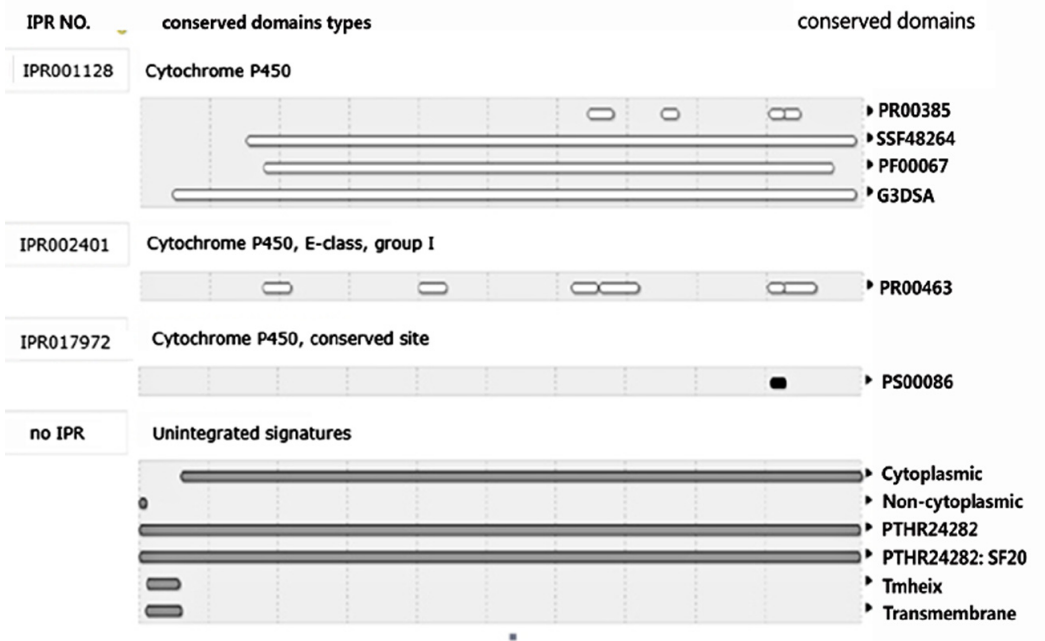 IPR NO. conserved domains types conserved domains
IPR001128 Cytochrome P450
PR00385
SSF48264
PF00067
G3DSA
IPR002401 Cytochrome P450, E-class, group I
PR00463
IPR017972 Cytochrome P450, conserved site
PS00086
no IPR Unintegrated signatures
Cytoplasmic
Non-cytoplasmic
PTHR24282
PTHR24282: SF20
Tmheix
Transmembrane